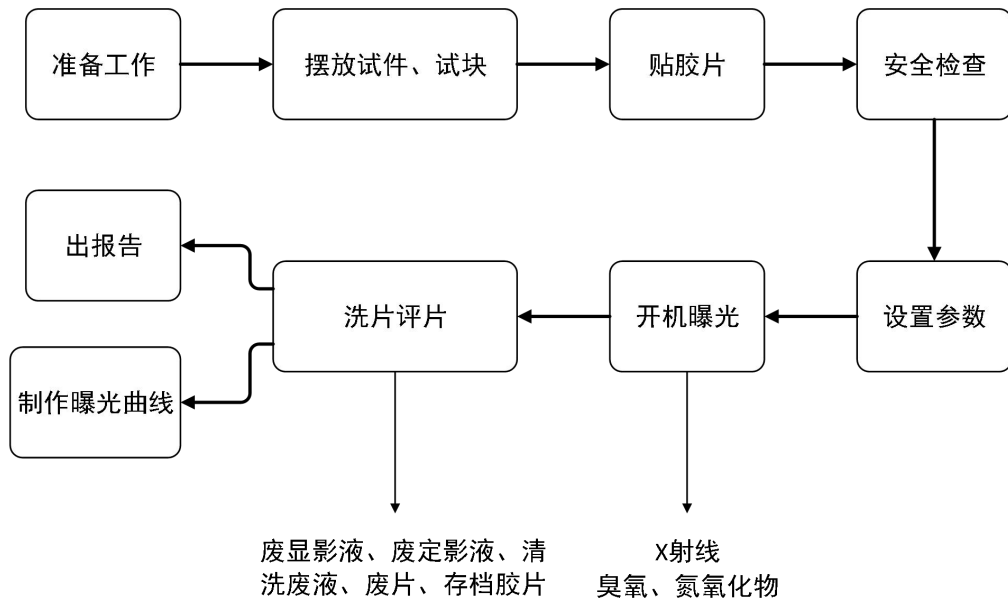 准备工作
摆放试件、试块
贴胶片
安全检查
出报告
洗片评片
开机曝光
设置参数
制作曝光曲线
废显影液、废定影液、清
洗废液、废片、存档胶片
X射线
臭氧、氮氧化物